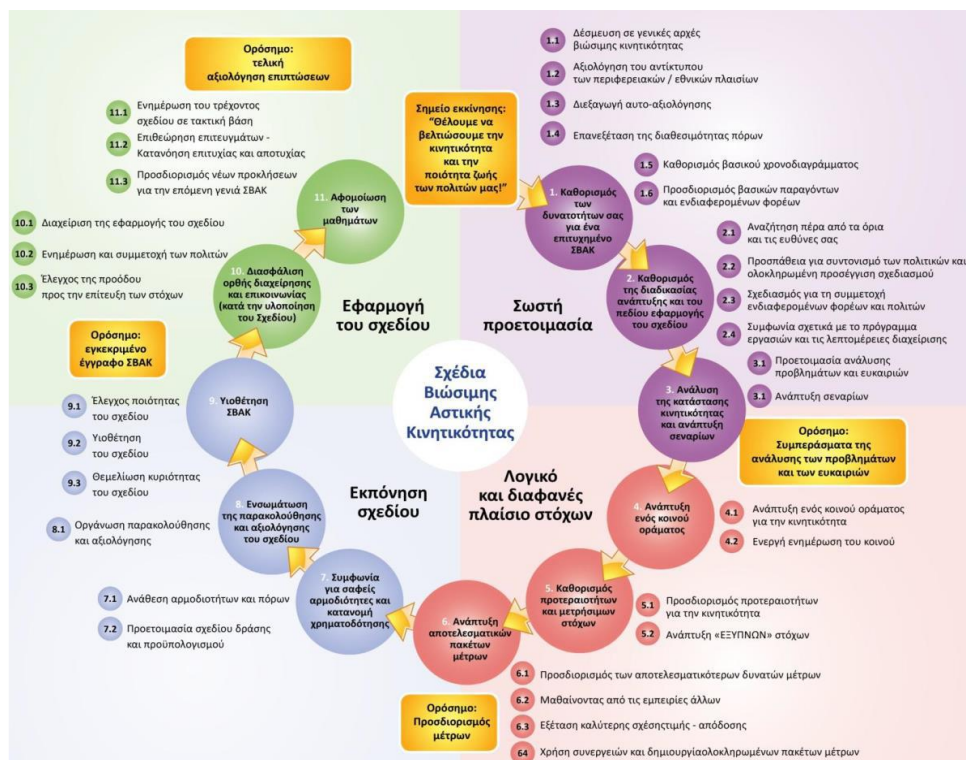 Ορόσημο:
τελική
αξιολόγηση επιπτώσεων
11.1 Ενημέρωση του τρέχοντος
σχεδίου σε τακτική βάση
11.2 Επιθεώρηση επιτευγμάτων -
Κατανόηση επιτυχίας και αποτυχίας
11.3 Προσδιορισμός νέων προκλήσεων
για την επόμενη γενιά ΣΒΑΚ
11. Αφομοίωση
των
μαθημάτων
10.1 Διαχείριση της εφαρμογής του σχεδίου
10.2 Ενημέρωση και συμμετοχή των πολιτών
10.3 Έλεγχος της προόδου
προς την επίτευξη των στόχων
10. Διασφάλιση
ορθής διαχείρησης
και επικοινωνίας
(κατά την υλοποίηση
του Σχεδίου)
Εφαρμογή
του σχεδίου
Σημείο εκκίνησης:
"Θέλουμε να
βελτιώσουμε την
κινητικότητα
και την
ποιότητα ζωής
των πολιτών μας!"
1.1 Δέσμευση σε γενικές αρχές
βιώσιμης κινητικότητας
1.2 Αξιολόγηση του αντίκτυπου
των περιφερειακών / εθνικών πλαισίων
1.3 Διεξαγωγή αυτο-αξιολόγησης
1.4 Επανεξέταση της διαθεσιμότητας πόρων
1.5 Καθορισμός βασικού χρονοδιαγράμματος
1.6 Προσδιορισμός βασικών παραγόντων
και ενδιαφερομένων φορέων
1. Καθορισμός
των
δυνατοτήτων σας
για ένα
επιτυχημένο
ΣΒΑΚ
2.1 Αναζήτηση πέρα από τα όρια
και τις ευθύνες σας
2.2 Προσπάθεια για συντονισμό των πολιτικών και
ολοκληρωμένη προσέγγιση σχεδιασμού
2.3 Σχεδιασμός για τη συμμετοχή
ενδιαφερομένων φορέων και πολιτών
2.4 Συμφωνία σχετικά με το πρόγραμμα
εργασιών και τις λεπτομέρειες διαχείρισης
2. Καθορισμός
της διαδικασία
ανάπτυξης και του
πεδίου εφαρμογής
του σχεδίου
Σωστή
προετοιμασία
3.1 Προετοιμασία ανάλυσης
προβλημάτων και ευκαιριών
3.1 Ανάπτυξη σεναρίων
3. Ανάλυση
της κατάστασης
κινητικότητας
και ανάπτυξη
σεναρίων
Ορόσημο:
Συμπεράσματα της
ανάλυσης των προβλημάτων
και των ευκαιριών
Σχέδια
Βιώσιμης
Αστικής
Κινητικότητας
Ορόσημο:
εγκεκριμένο
έγγραφο ΣΒΑΚ
9.1 Έλεγχος ποιότητας
του σχεδίου
9.2 Υιοθέτηση
του σχεδίου
9.3 Θεμελίωση κυριότητας
του σχεδίου
9. Υιοθέτηση
ΣΒΑΚ
8.1 Οργάνωση παρακολούθησης
και αξιολόγησης
8. Ενσωμάτωση
της παρακολούθησης
και αξιολόγησης
του σχεδίου
Εκπόνηση
σχεδίου
Λογικό
και διαφανές
πλαίσιο στόχων
4. Ανάπτυξη
ενός κοινού
οράματος
4.1 Ανάπτυξη ενός κοινού οράματος
για την κινητικότητα
4.2 Ενεργή ενημέρωση του κοινού
7.1 Ανάθεση αρμοδιοτήτων και πόρων
7.2 Προετοιμασία σχεδίου δράσης
και προϋπολογισμού
7. Συμφωνία
για σαφείς
αρμοδιότητες και
κατανομή
χρηματοδότησης
6. Ανάπτυξη
αποτελεσματικών
πακέτων
μέτρων
5. Καθορισμός
προτεραιοτήτων
και μετρήσιμων
στόχων
5.1 Προσδιορισμός προτεραιοτήτων
για την κινητικότητα
5.2 Ανάπτυξη «ΕΞΥΠΝΩΝ» στόχων
Ορόσημο:
Προσδιορισμός
μέτρων
6.1 Προσδιορισμός των αποτελεσματικότερων δυνατών μέτρων
6.2 Μαθαίνοντας από τις εμπειρίες άλλων
6.3 Εξέταση καλύτερης σχέσηςτιμής - απόδοσης
64 Χρήση συνεργειών και δημιουργίαολοκληρωμένων πακέτων μέτρων